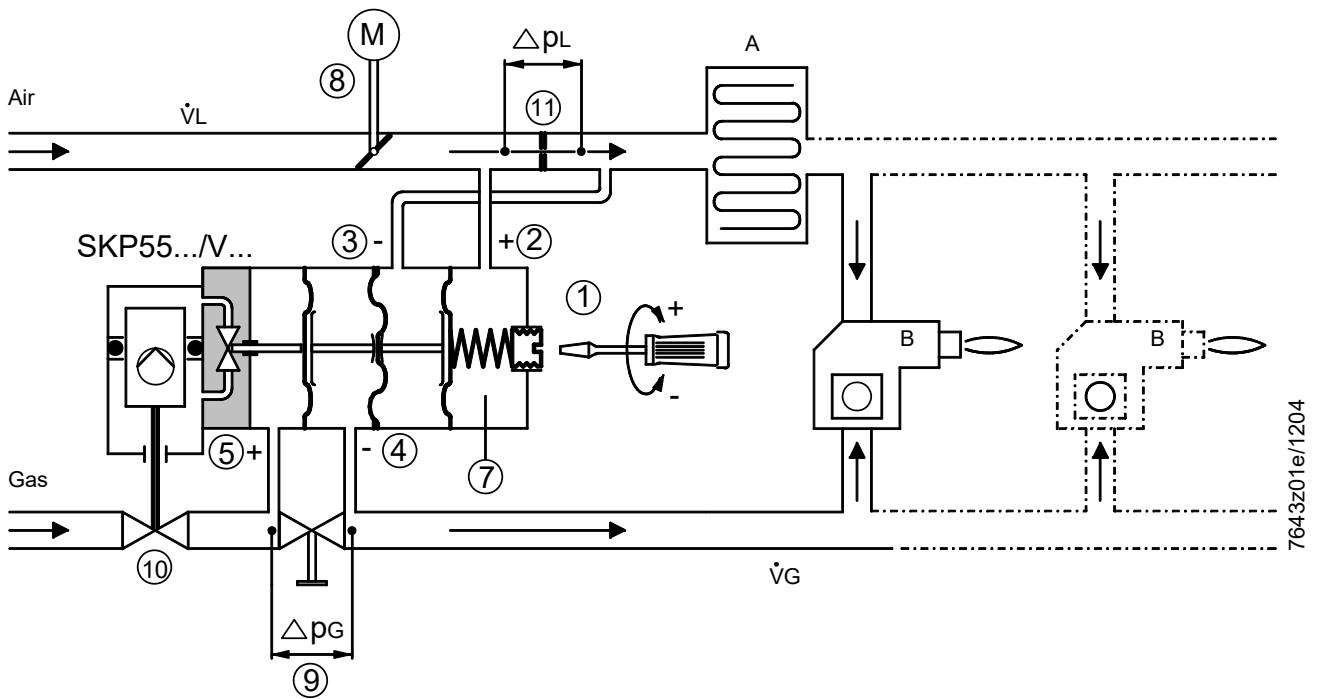 M
△pL
A
⑧
Air
V̇L
⑪
③ -
+ ②
SKP55.../V...
①
+
-
B
B
⑤ +
- ④
⑦
Gas
⑩
V̇G
△pG
⑨
7643z01e/1204